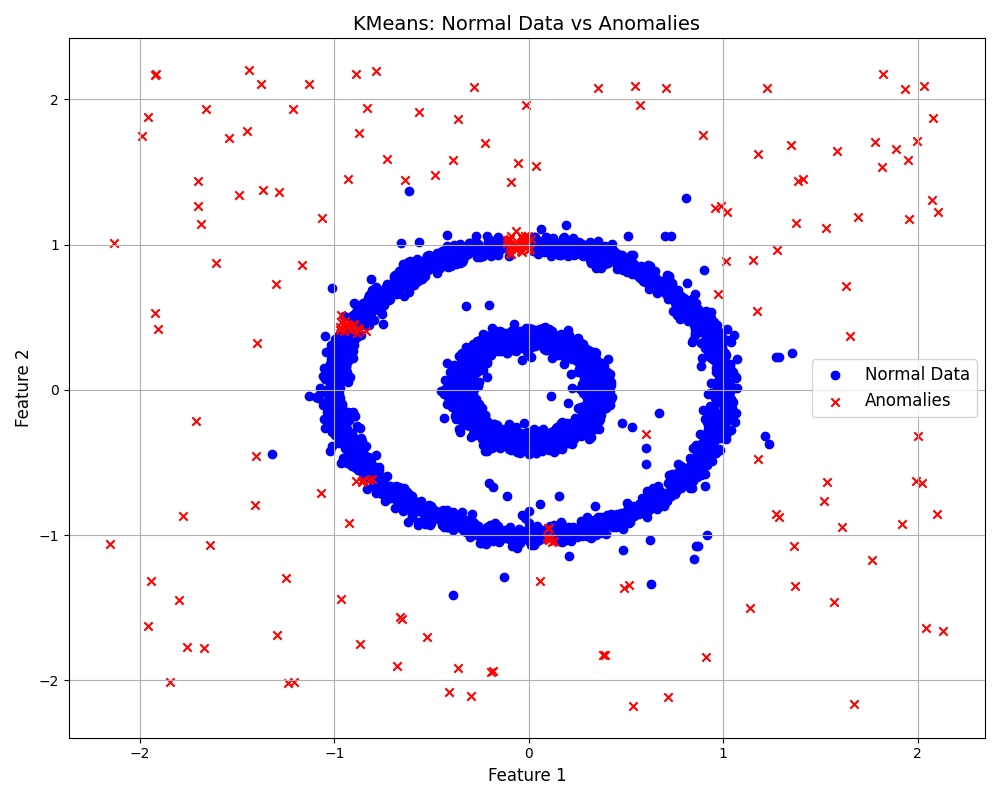 KMeans: Normal Data vs Anomalies
2
1
0
−1
−2
Feature 2
Normal Data
Anomalies
−2 −1 0 1 2
Feature 1